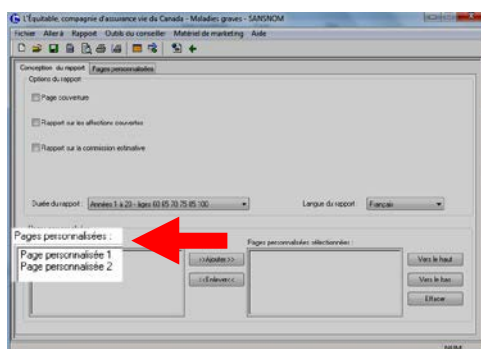 L'Équitable, compagnie d'assurance vie du Canada - Maladies graves - SANSNOM
Fichier Aller à Rapport Outils du conseiller Matériel de marketing Aide
Conception du rapport Pages personnalisées
Options du rapport
Page couverture
Rapport sur les affections couvertes
Rapport sur la commission estimative
Durée du rapport : Années 1 à 20 - âges 60 65 70 75 85 100 Langue du rapport : Français
Pages personnalisées :
Pages personnalisées sélectionnées :
Page personnalisée 1
Page personnalisée 2
>>Ajouter>>
<<Enlever<<
Vers le haut
Vers le bas
Effacer
NUM